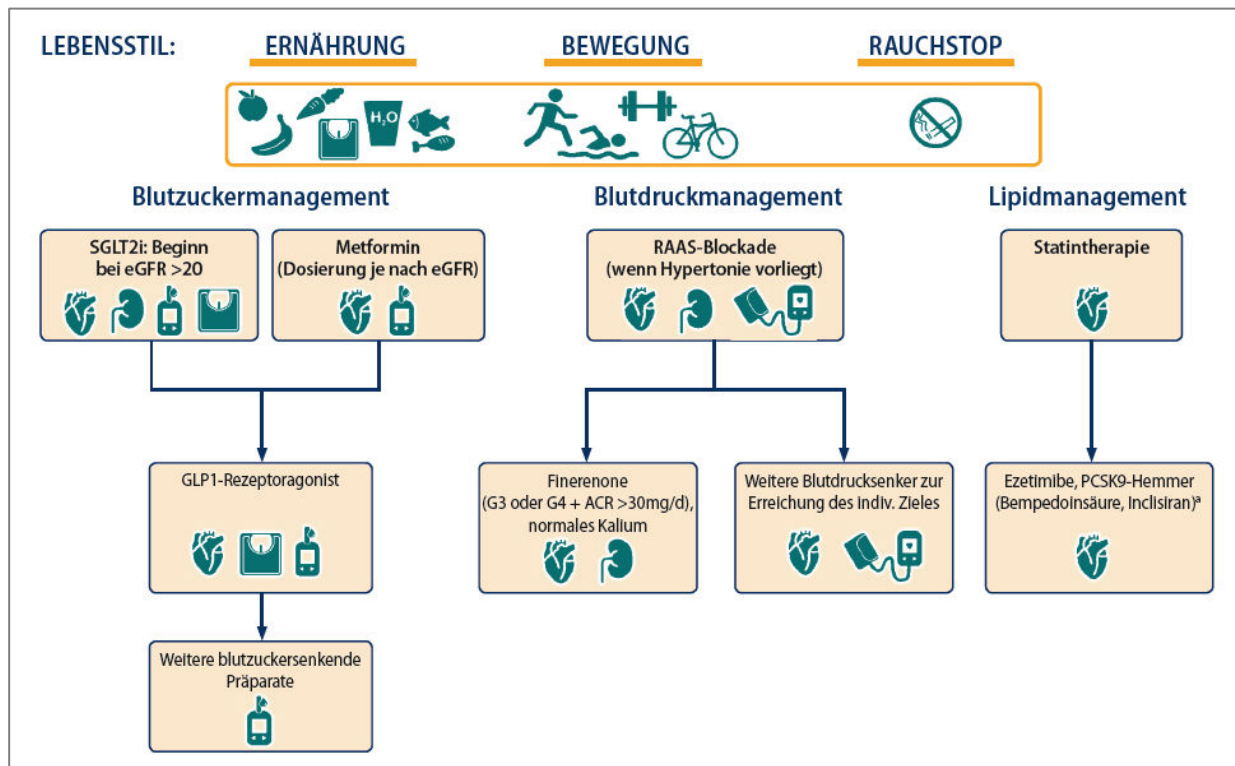 LEBENSSTIL:
ERNÄHRUNG
BEWEGUNG
RAUCHSTOP
H₂O
Blutzuckermanagement
Blutdruckmanagement
Lipidmanagement
SGLT2i: Beginn
bei eGFR >20
Metformin
(Dosierung je nach eGFR)
RAAS-Blockade
(wenn Hypertonie vorliegt)
Statintherapie
GLP1-Rezeptoragonist
Finerenone
(G3 oder G4 + ACR >30mg/d),
normales Kalium
Weitere Blutdrucksenker zur
Erreichung des indiv. Zieles
Ezetimibe, PCSK9-Hemmer
(Bempedoinsäure, Inclisiran)ᵃ
Weitere blutzuckersenkende
Präparate